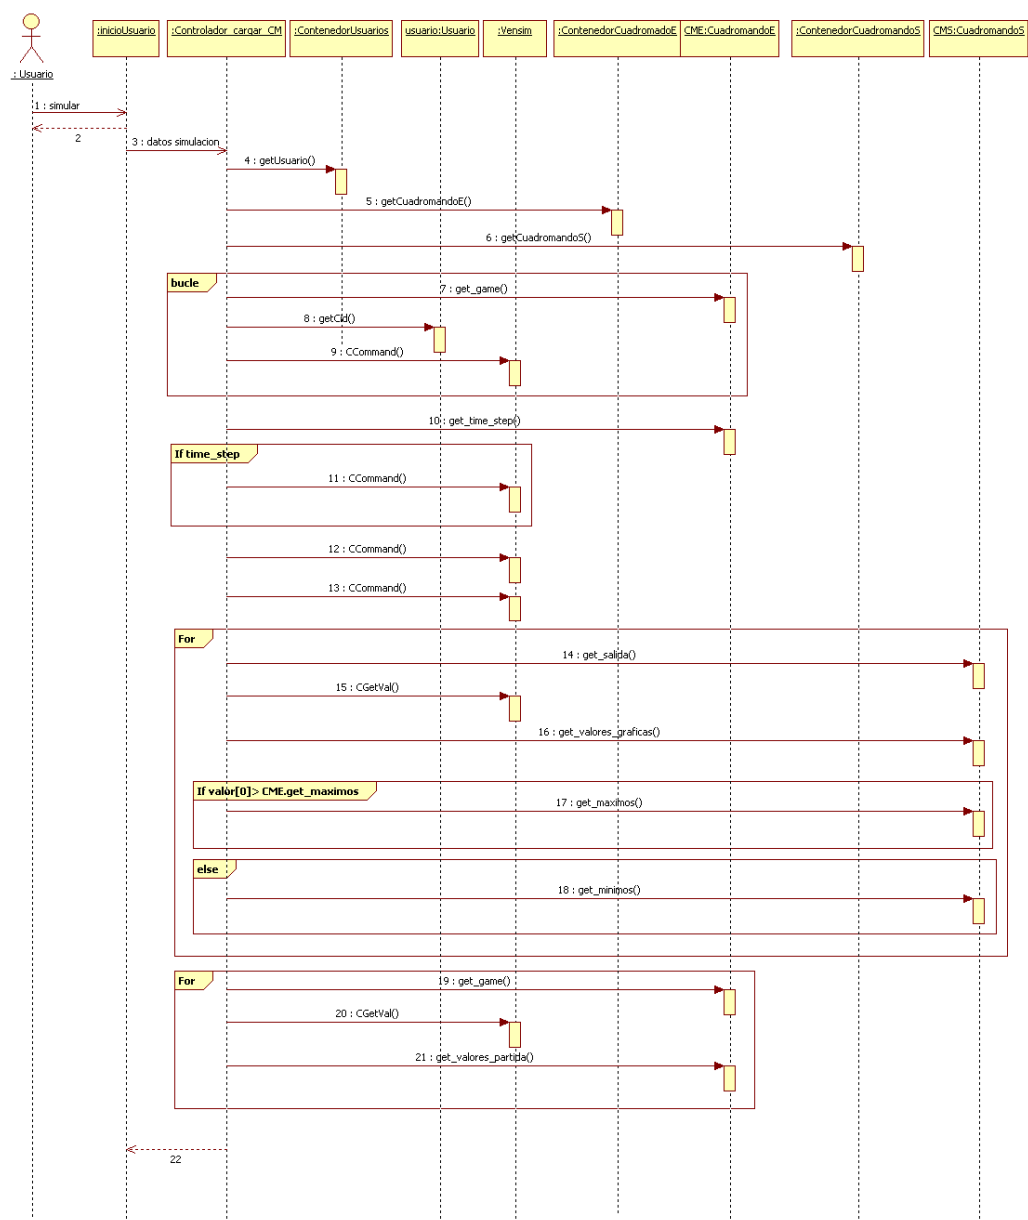 :inicioUsuario
:Controlador_cargar_CM
:ContenedorUsuarios
usuario:Usuario
:Vensim
:ContenedorCuadromadoE
CME:CuadromandoE
:ContenedorCuadromandoS
CMS:CuadromandoS
: Usuario
1 : simular
2
3 : datos simulacion
4 : getUsuario()
5 : getCuadromandoE()
6 : getCuadromandoS()
bucle
7 : get_game()
8 : getCid()
9 : CCommand()
10 : get_time_step()
If time_step
11 : CCommand()
12 : CCommand()
13 : CCommand()
For
14 : get_salida()
15 : CGetVal()
16 : get_valores_graficas()
If valor[0]> CME.get_maximos
17 : get_maximos()
else
18 : get_minimos()
For
19 : get_game()
20 : CGetVal()
21 : get_valores_partida()
22